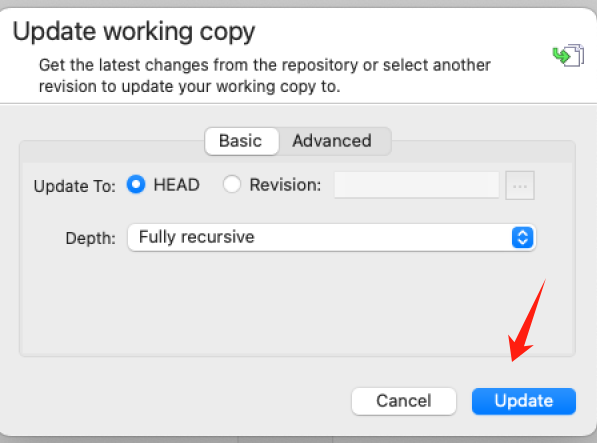 Update working copy
Get the latest changes from the repository or select another
revision to update your working copy to.
Basic Advanced
Update To: HEAD Revision: ...
Depth: Fully recursive
Cancel Update